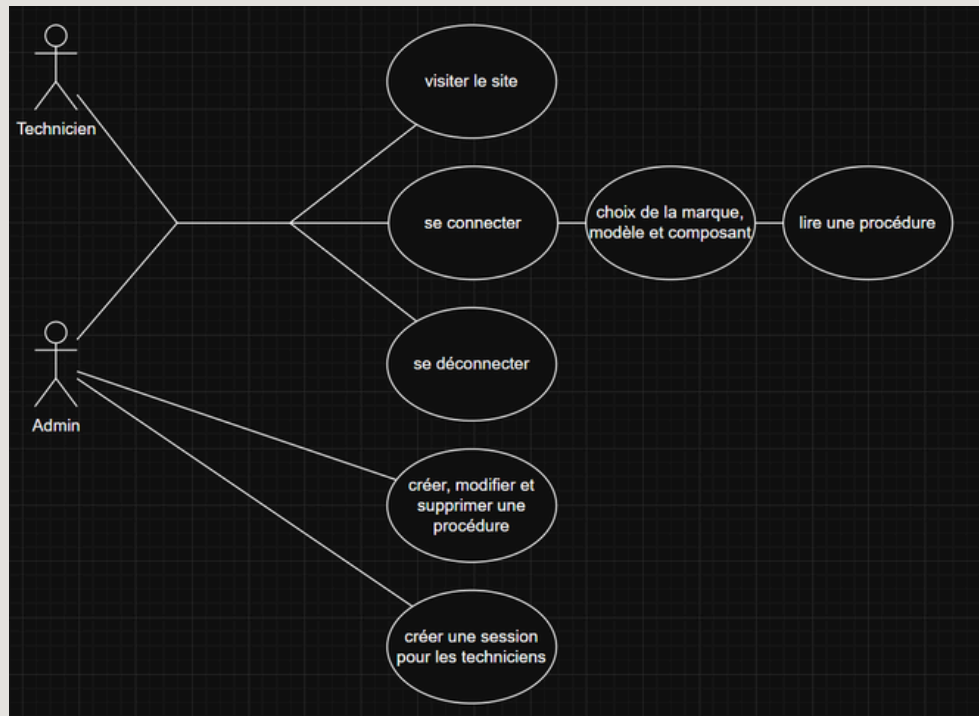 Technicien
visiter le site
se connecter
choix de la marque,
modèle et composant
lire une procédure
se déconnecter
Admin
créer, modifier et
supprimer une
procédure
créer une session
pour les techniciens